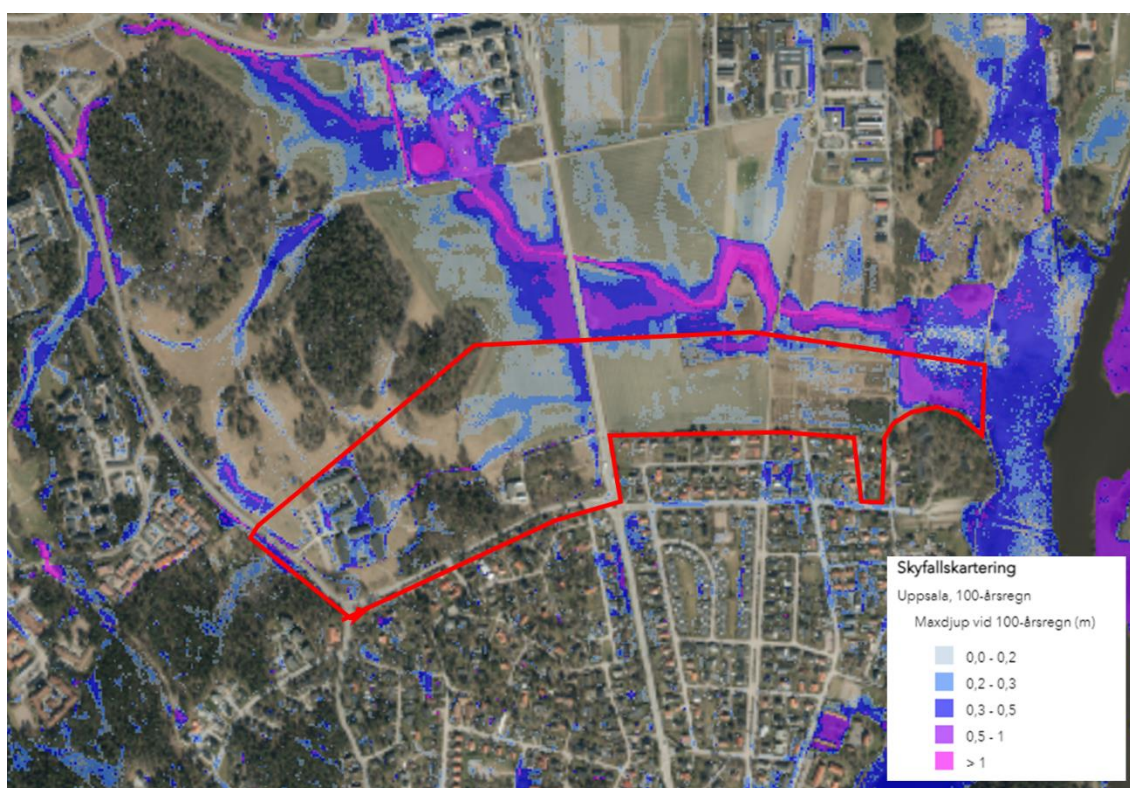 Skyfallskartering
Uppsala, 100-årsregn
Maxdjup vid 100-årsregn (m)
0,0 - 0,2
0,2 - 0,3
0,3 - 0,5
0,5 - 1
> 1